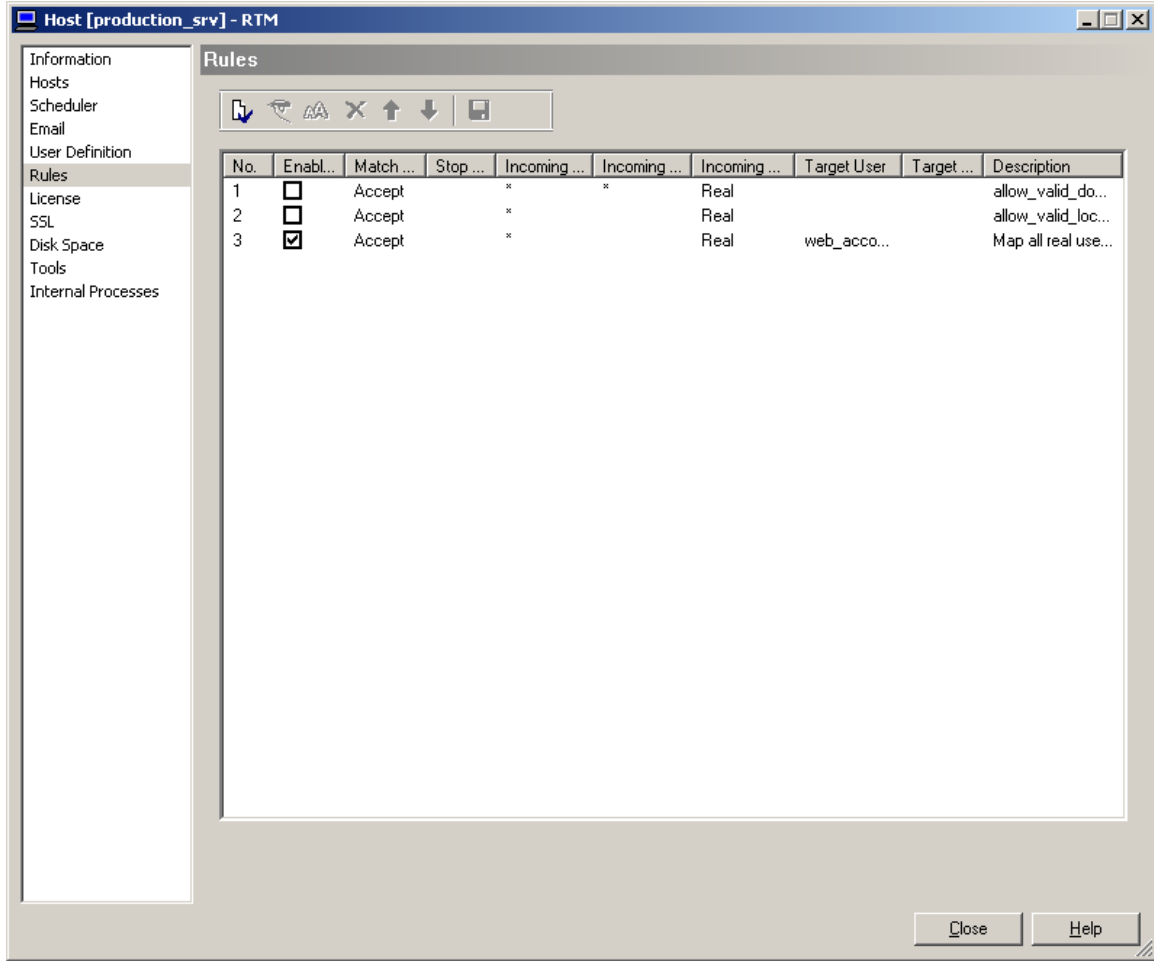 Host [production_srv] - RTM
Information
Hosts
Scheduler
Email
User Definition
Rules
License
SSL
Disk Space
Tools
Internal Processes
Rules
No. Enabl... Match ... Stop ... Incoming ... Incoming ... Incoming ... Target User Target ... Description
1 Accept * * Real allow_valid_do...
2 Accept * Real allow_valid_loc...
3 Accept * Real web_acco... Map all real use...
Close Help